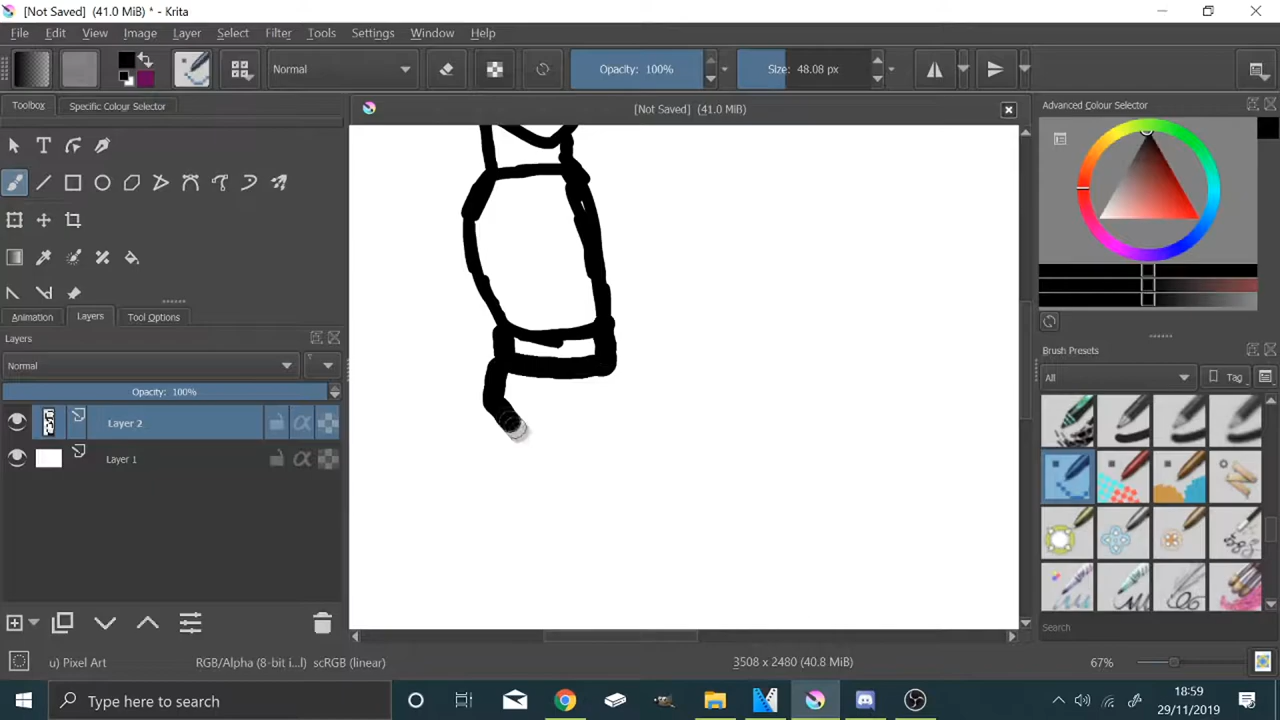 [Not Saved] (41.0 MiB) * - Krita
File Edit View Image Layer Select Filter Tools Settings Window Help
Normal Opacity: 100% Size: 48.08 px
Toolbox Specific Colour Selector
[Not Saved] (41.0 MiB)
Advanced Colour Selector
Animation Layers Tool Options
Layers
Normal
Opacity: 100%
Layer 2
Layer 1
Brush Presets
All Tag
Search
u) Pixel Art RGB/Alpha (8-bit i...l) scRGB (linear) 3508 x 2480 (40.8 MiB) 67%
Type here to search
18:59
29/11/2019